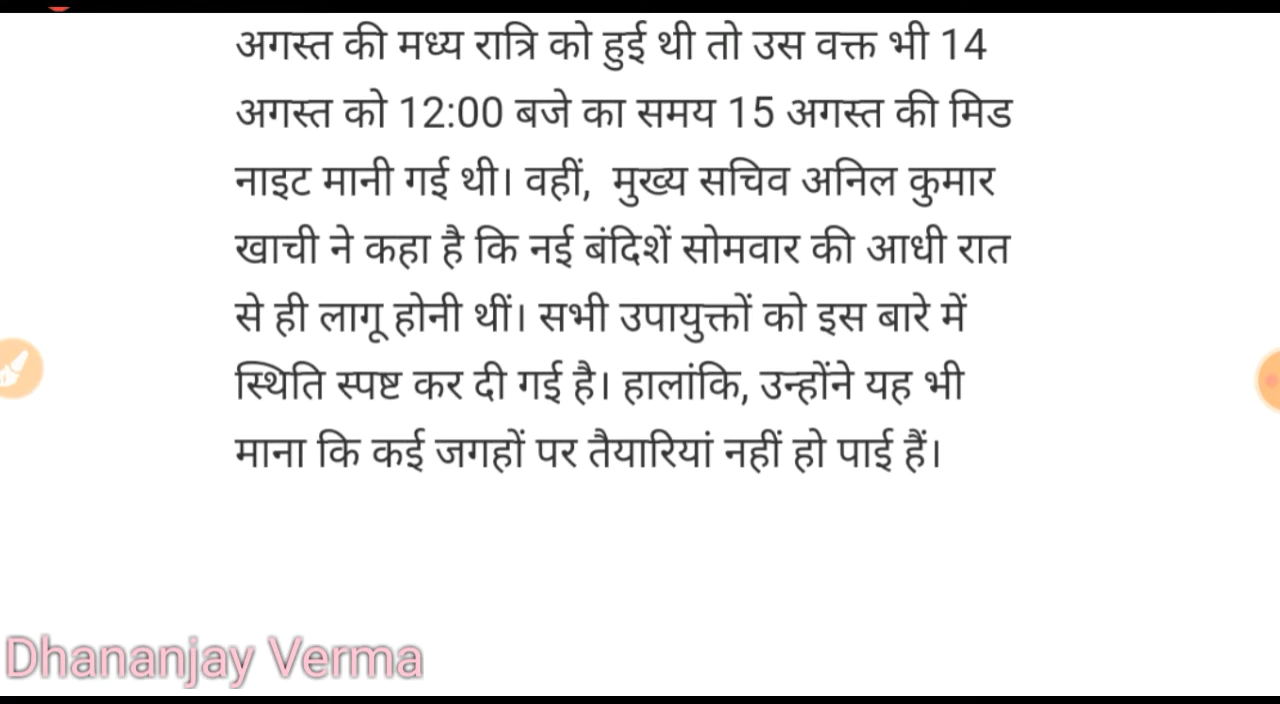 अगस्त की मध्य रात्रि को हुई थी तो उस वक्त भी 14
अगस्त को 12:00 बजे का समय 15 अगस्त की मिड
नाइट मानी गई थी। वहीं, मुख्य सचिव अनिल कुमार
खाची ने कहा है कि नई बंदिशें सोमवार की आधी रात
से ही लागू होनी थीं। सभी उपायुक्तों को इस बारे में
स्थिति स्पष्ट कर दी गई है। हालांकि, उन्होंने यह भी
माना कि कई जगहों पर तैयारियां नहीं हो पाई हैं।
Dhananjay Verma